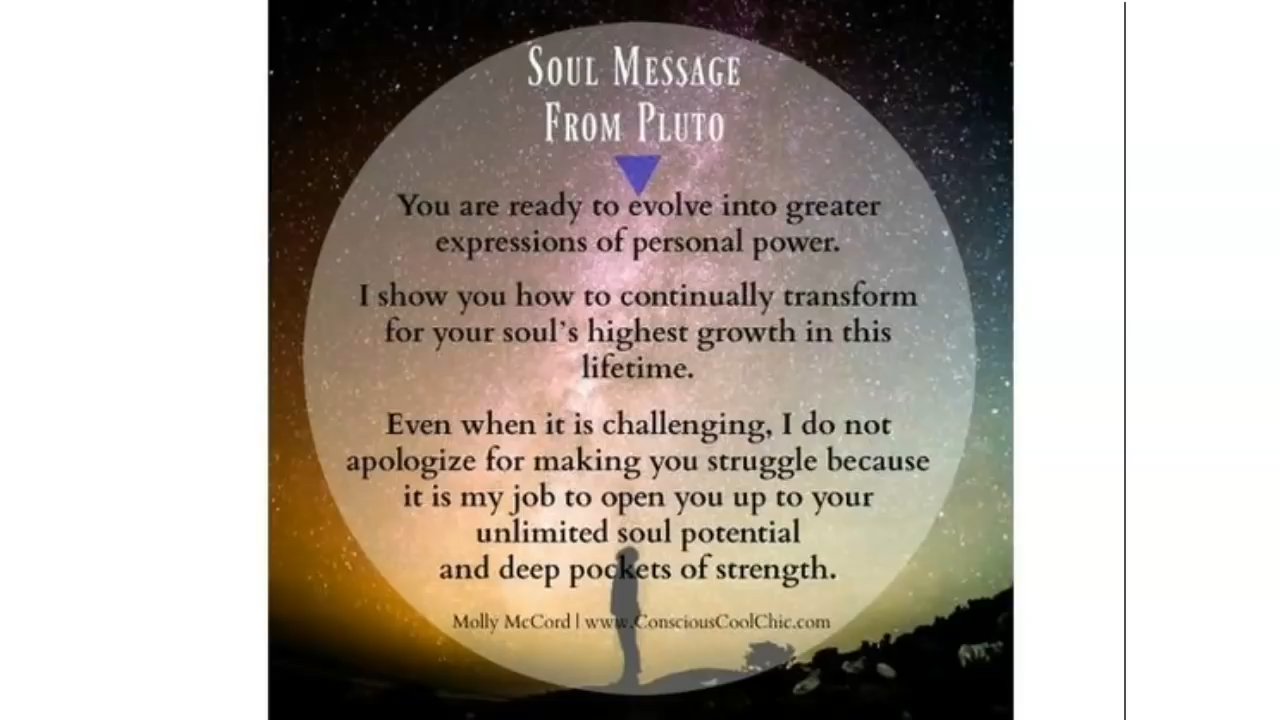 Soul Message
From Pluto
You are ready to evolve into greater
expressions of personal power.
I show you how to continually transform
for your soul's highest growth in this
lifetime.
Even when it is challenging, I do not
apologize for making you struggle because
it is my job to open you up to your
unlimited soul potential
and deep pockets of strength.
Molly McCord | www.ConsciousCoolChic.com